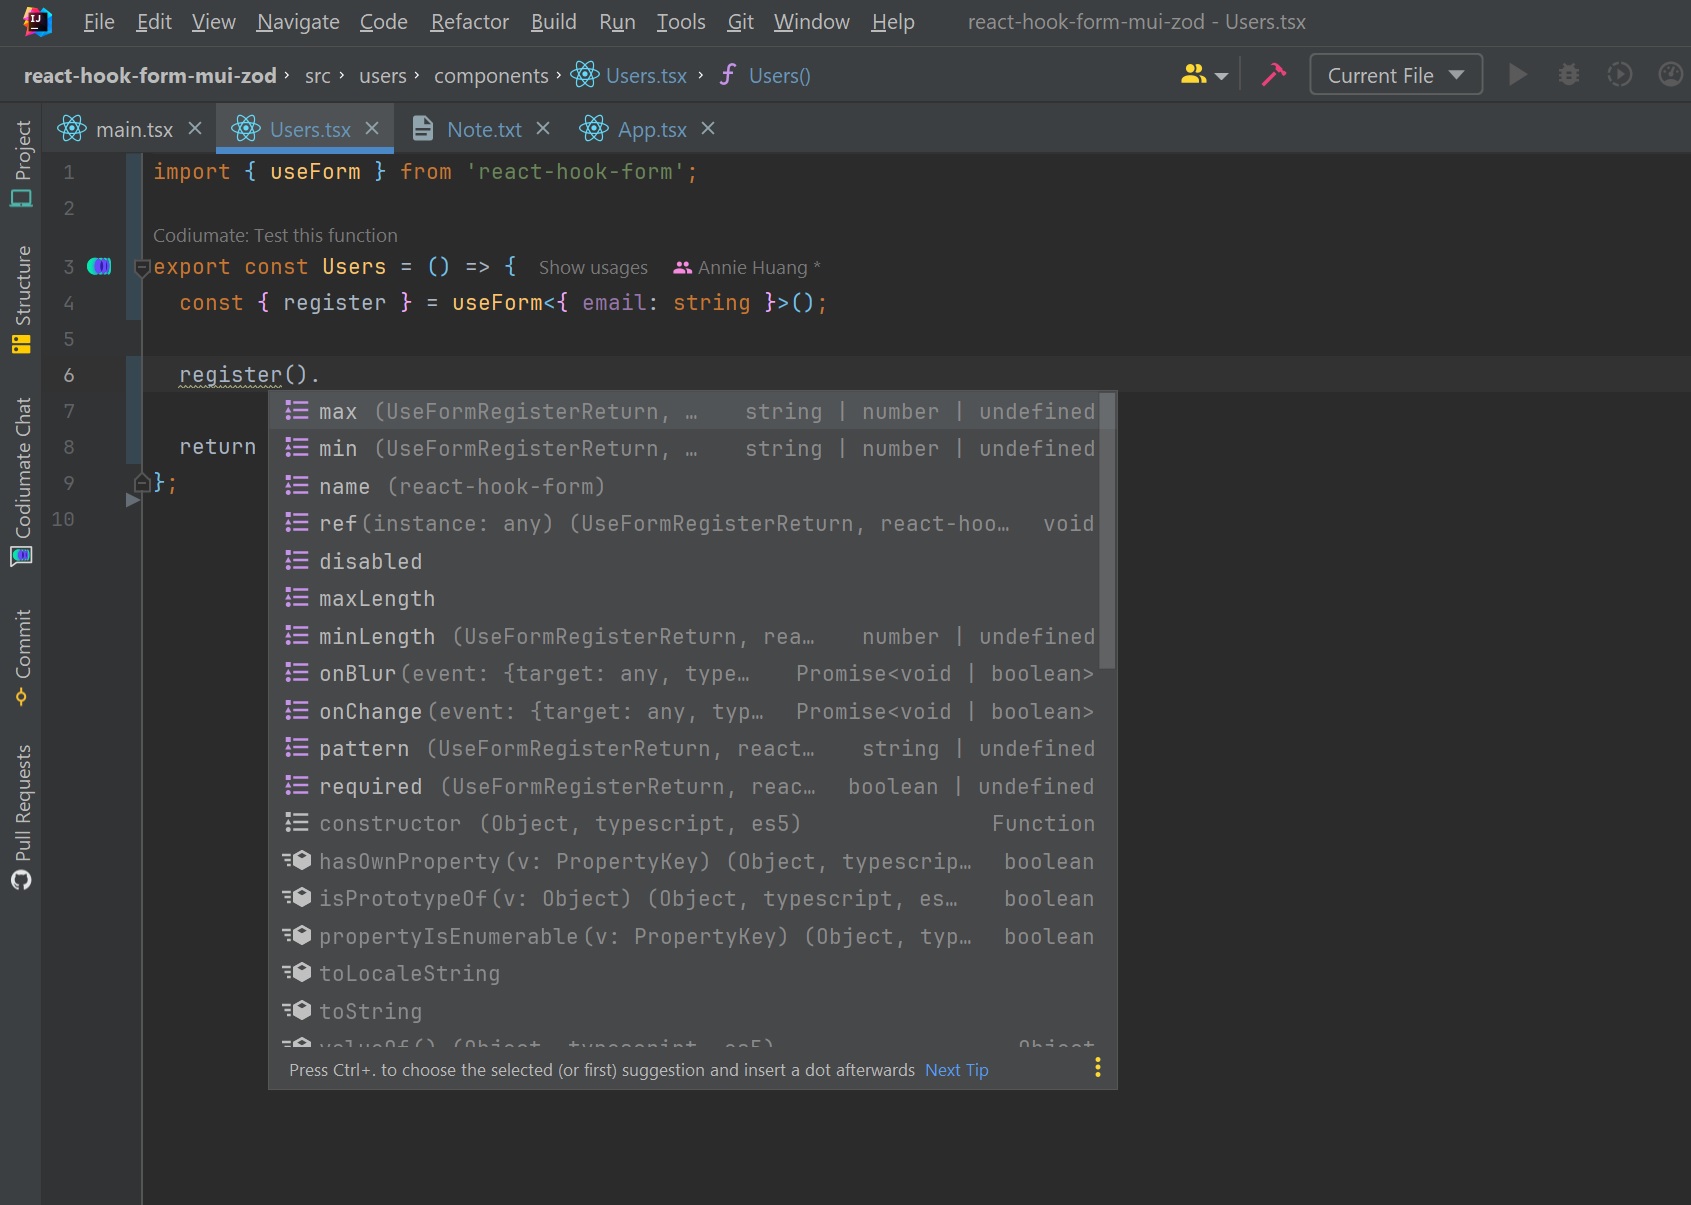 File Edit View Navigate Code Refactor Build Run Tools Git Window Help react-hook-form-mui-zod - Users.tsx
react-hook-form-mui-zod › src › users › components › Users.tsx › Users() Current File
main.tsx Users.tsx Note.txt App.tsx
Project
Structure
Codiumate Chat
Commit
Pull Requests
1 import { useForm } from 'react-hook-form';
2
Codiumate: Test this function
3 export const Users = () => { Show usages Annie Huang *
4 const { register } = useForm<{ email: string }>();
5
6 register().
7
8 return
9 };
10
max (UseFormRegisterReturn, … string | number | undefined
min (UseFormRegisterReturn, … string | number | undefined
name (react-hook-form)
ref(instance: any) (UseFormRegisterReturn, react-hoo… void
disabled
maxLength
minLength (UseFormRegisterReturn, rea… number | undefined
onBlur(event: {target: any, type… Promise<void | boolean>
onChange(event: {target: any, typ… Promise<void | boolean>
pattern (UseFormRegisterReturn, react… string | undefined
required (UseFormRegisterReturn, reac… boolean | undefined
constructor (Object, typescript, es5) Function
hasOwnProperty(v: PropertyKey) (Object, typescrip… boolean
isPrototypeOf(v: Object) (Object, typescript, es… boolean
propertyIsEnumerable(v: PropertyKey) (Object, typ… boolean
toLocaleString
toString
valueOf() (Object, typescript, es5) Object
Press Ctrl+. to choose the selected (or first) suggestion and insert a dot afterwards Next Tip